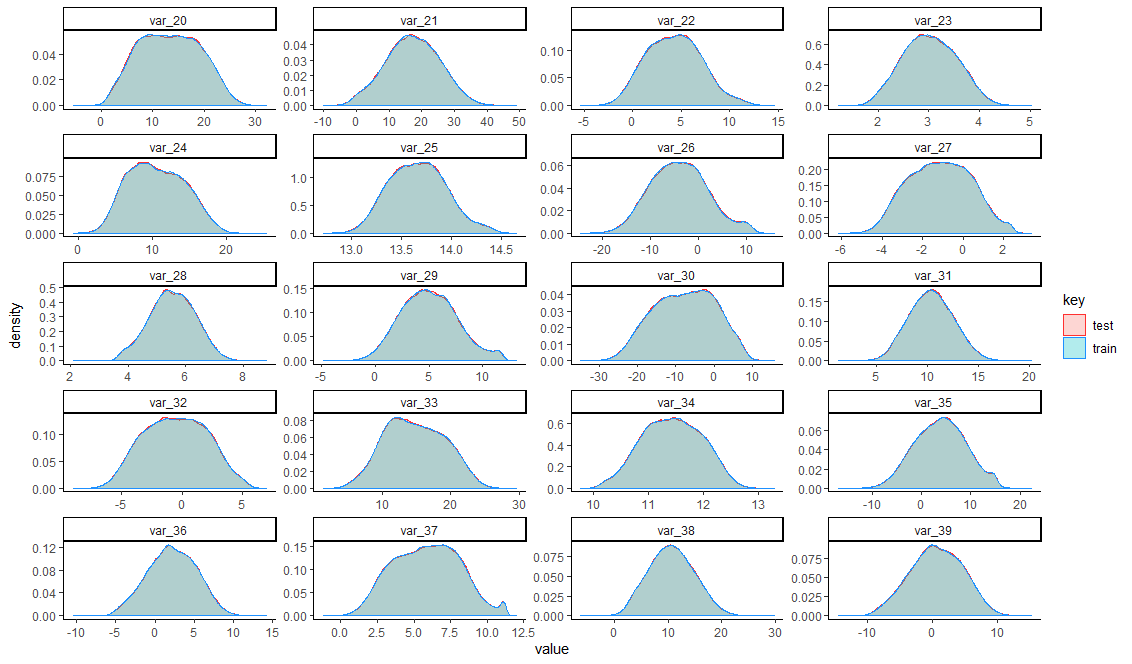 var_20 var_21 var_22 var_23
0.04 0.02 0.00
0 10 20 30
0.04 0.03 0.02 0.01 0.00
-10 0 10 20 30 40 50
0.10 0.05 0.00
-5 0 5 10 15
0.6 0.4 0.2 0.0
2 3 4 5
var_24 var_25 var_26 var_27
0.075 0.050 0.025 0.000
0 10 20
1.0 0.5 0.0
13.0 13.5 14.0 14.5
0.06 0.04 0.02 0.00
-20 -10 0 10
0.20 0.15 0.10 0.05 0.00
-6 -4 -2 0 2
var_28 var_29 var_30 var_31
0.5 0.4 0.3 0.2 0.1 0.0
2 4 6 8
0.15 0.10 0.05 0.00
-5 0 5 10
0.04 0.03 0.02 0.01 0.00
-30 -20 -10 0 10
0.15 0.10 0.05 0.00
5 10 15 20
var_32 var_33 var_34 var_35
0.10 0.05 0.00
-5 0 5
0.08 0.06 0.04 0.02 0.00
10 20 30
0.6 0.4 0.2 0.0
10 11 12 13
0.06 0.04 0.02 0.00
-10 0 10 20
var_36 var_37 var_38 var_39
0.12 0.08 0.04 0.00
-10 -5 0 5 10 15
0.15 0.10 0.05 0.00
0.0 2.5 5.0 7.5 10.0 12.5
0.075 0.050 0.025 0.000
0 10 20 30
0.075 0.050 0.025 0.000
-10 0 10
density
value
key
test
train